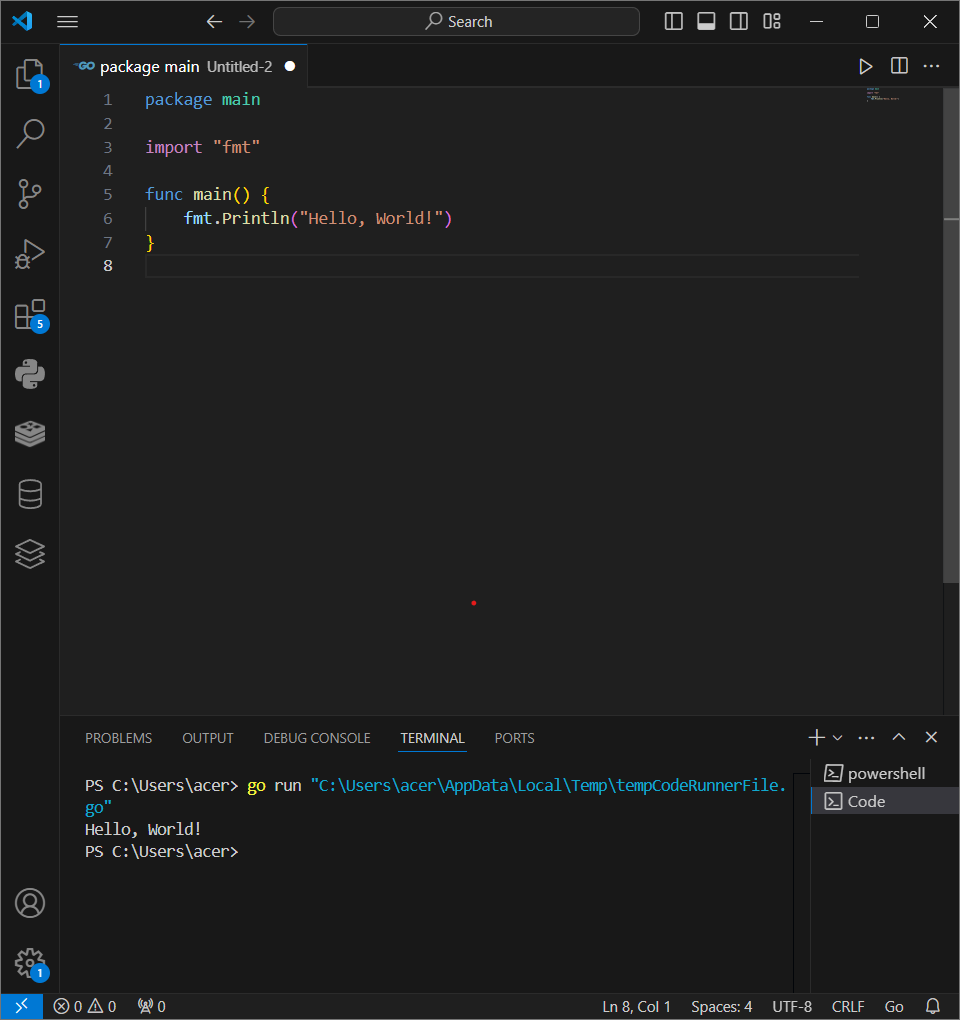 Search
1
GO package main Untitled-2
1 package main
2
3 import "fmt"
4
5 func main() {
6 fmt.Println("Hello, World!")
7 }
8
5
PROBLEMS OUTPUT DEBUG CONSOLE TERMINAL PORTS
PS C:\Users\acer> go run "C:\Users\acer\AppData\Local\Temp\tempCodeRunnerFile.
go"
Hello, World!
PS C:\Users\acer>
powershell
Code
1
0 0 0 Ln 8, Col 1 Spaces: 4 UTF-8 CRLF Go